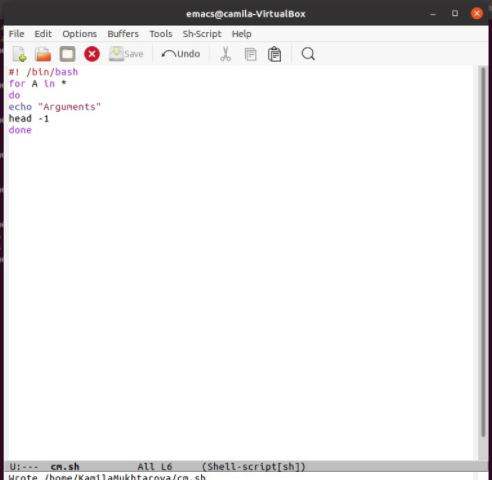 emacs@camila-VirtualBox
File Edit Options Buffers Tools Sh-Script Help
Save Undo
#! /bin/bash
for A in *
do
echo "Arguments"
head -1
done
U:--- cm.sh All L6 (Shell-script[sh])
Wrote /home/KamilaMukhtarova/cm.sh